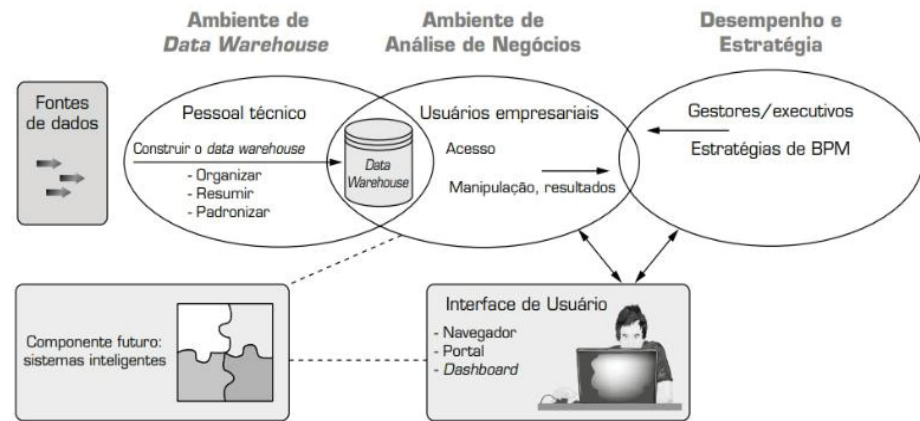 Ambiente de
Data Warehouse
Ambiente de
Análise de Negócios
Desempenho e
Estratégia
Fontes
de dados
Pessoal técnico
Construir o data warehouse
- Organizar
- Resumir
- Padronizar
Data
Warehouse
Usuários empresariais
Acesso
Manipulação, resultados
Gestores/executivos
Estratégias de BPM
Componente futuro:
sistemas inteligentes
Interface de Usuário
- Navegador
- Portal
- Dashboard